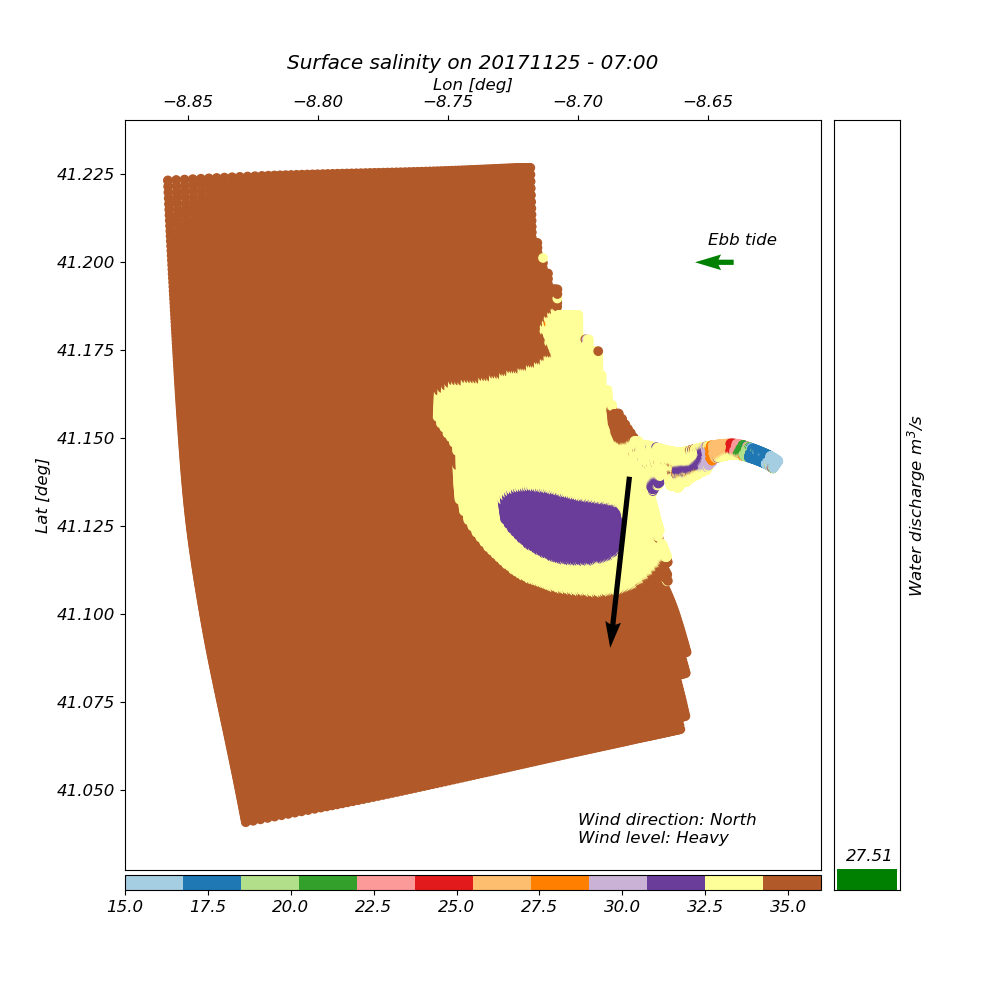 Surface salinity on 20171125 - 07:00
Lon [deg]
−8.85 −8.80 −8.75 −8.70 −8.65
41.225
41.200
41.175
41.150
41.125
41.100
41.075
41.050
Lat [deg]
Ebb tide
Wind direction: North
Wind level: Heavy
Water discharge m³/s
27.51
15.0 17.5 20.0 22.5 25.0 27.5 30.0 32.5 35.0